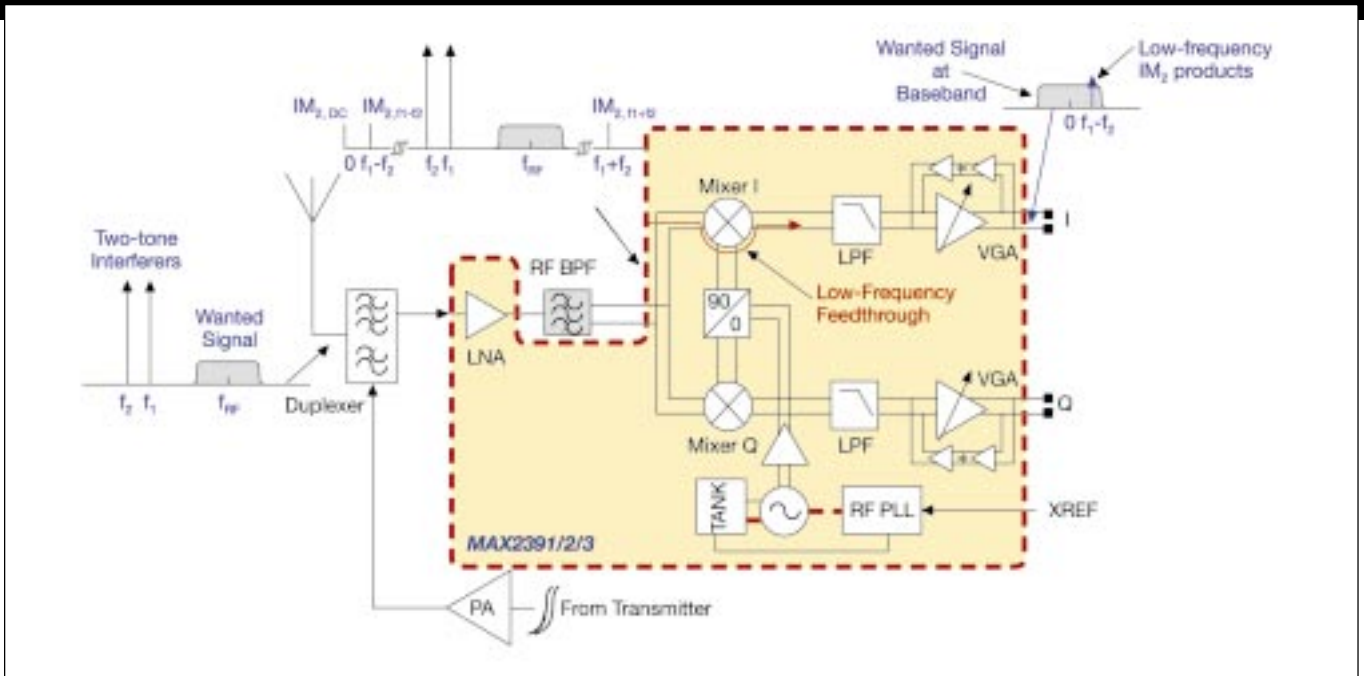 Wanted Signal
at
Baseband
Low-frequency
IM2 products
0 f1-f2
IM2, DC
IM2,f1-f2
IM2, f1+f2
0 f1-f2
f2 f1
fRF
f1+f2
Mixer I
LPF
VGA
I
Two-tone
Interferers
Wanted
Signal
f2 f1
fRF
Duplexer
RF BPF
LNA
90
0
Low-Frequency
Feedthrough
Mixer Q
LPF
VGA
Q
TANK
RF PLL
XREF
MAX2391/2/3
PA
From Transmitter